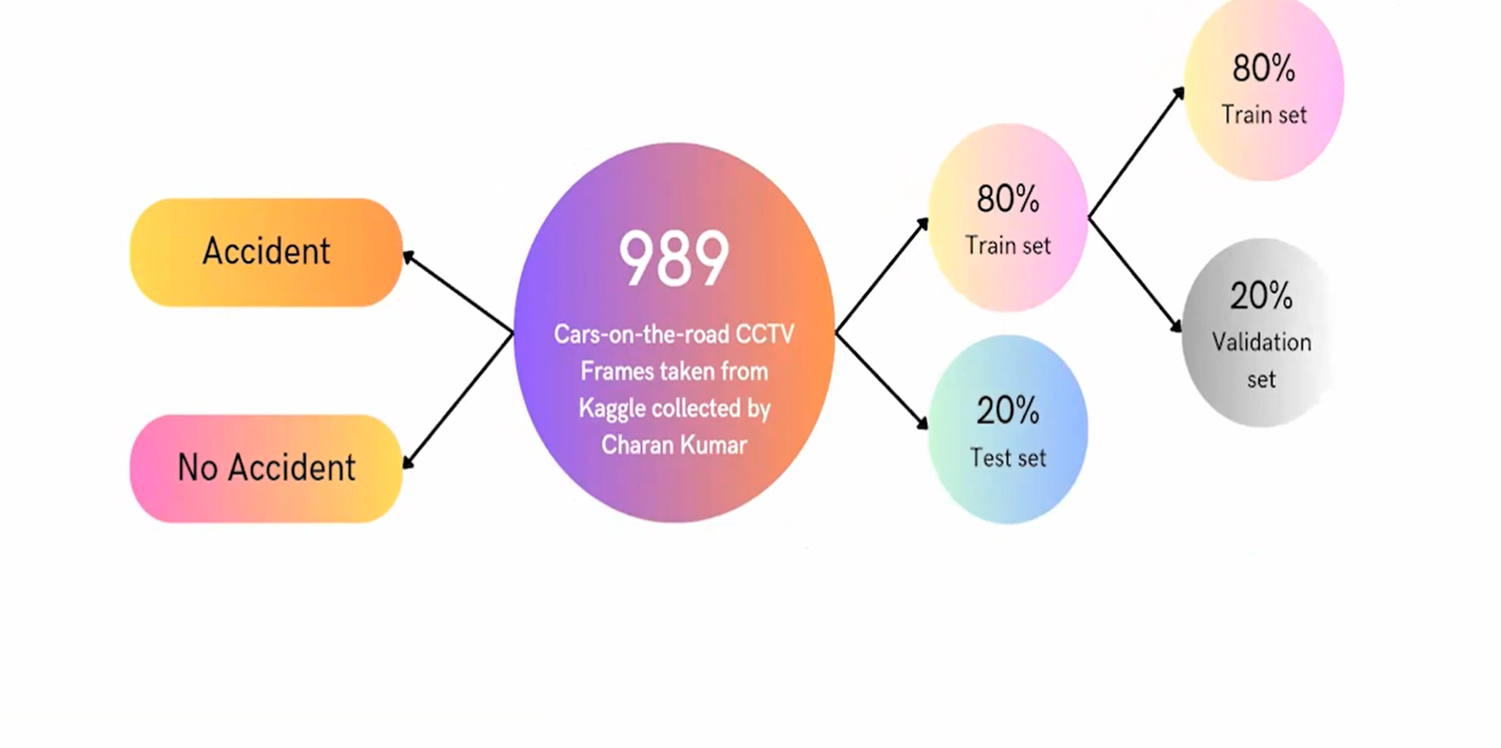 Accident
No Accident
989
Cars-on-the-road CCTV
Frames taken from
Kaggle collected by
Charan Kumar
80%
Train set
20%
Test set
80%
Train set
20%
Validation
set